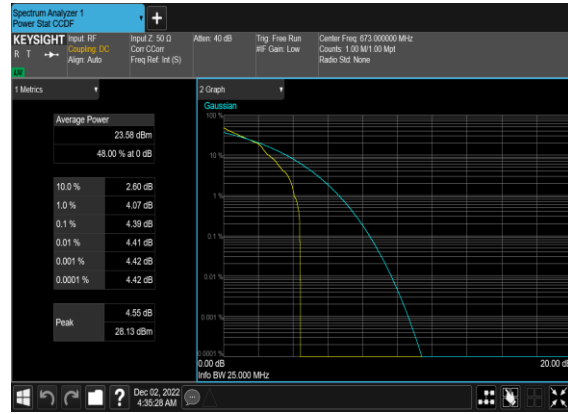 Spectrum Analyzer 1
Power Stat CCDF
KEYSIGHT
R T
LXI
Input: RF
Coupling: DC
Align: Auto
Input Z: 50 Ω
Corr CCorr
Freq Ref: Int (S)
Atten: 40 dB
Trig: Free Run
#IF Gain: Low
Center Freq: 673.000000 MHz
Counts: 1.00 M/1.00 Mpt
Radio Std: None
1 Metrics
Average Power
23.58 dBm
48.00 % at 0 dB
10.0 % 2.60 dB
1.0 % 4.07 dB
0.1 % 4.39 dB
0.01 % 4.41 dB
0.001 % 4.42 dB
0.0001 % 4.42 dB
Peak
4.55 dB
28.13 dBm
2 Graph
Gaussian
100 %
10 %
1 %
0.1 %
0.01 %
0.001 %
0.0001 %
0.00 dB
20.00 dB
Info BW 25.000 MHz
?
Dec 02, 2022
4:35:28 AM